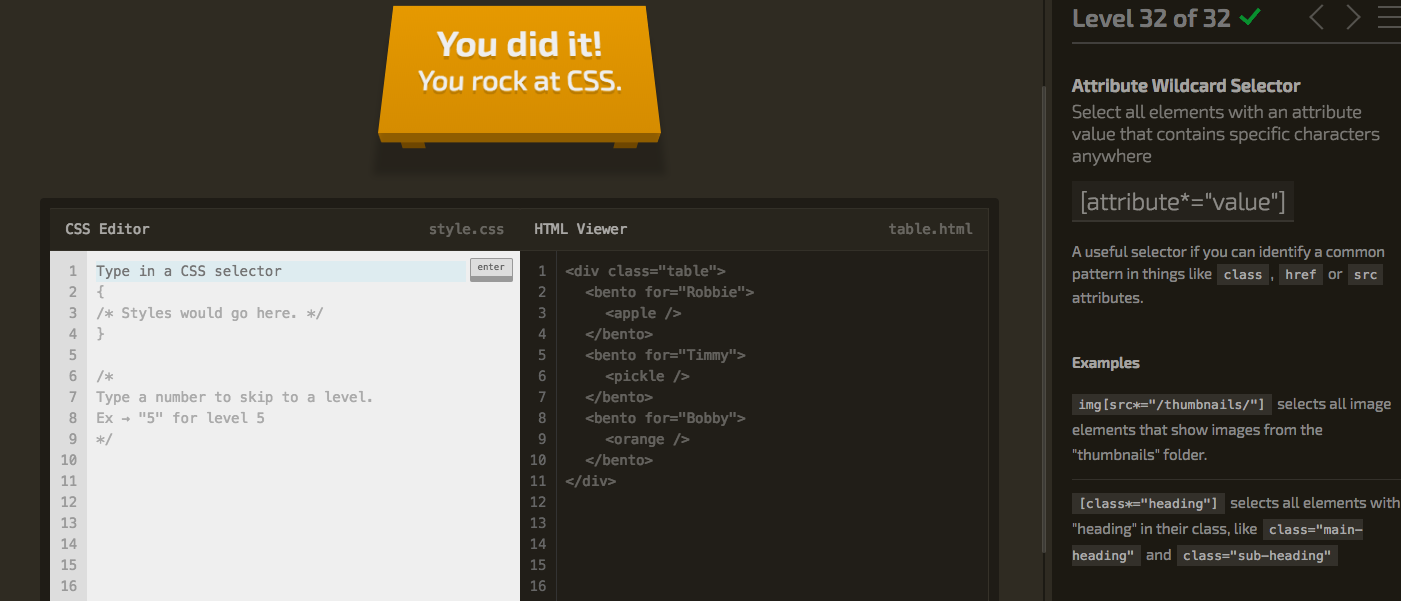 You did it!
You rock at CSS.
CSS Editor
style.css
1 Type in a CSS selector
enter
2 {
3 /* Styles would go here. */
4 }
5
6 /*
7 Type a number to skip to a level.
8 Ex → "5" for level 5
9 */
10
11
12
13
14
15
16
HTML Viewer
table.html
1 <div class="table">
2 <bento for="Robbie">
3 <apple />
4 </bento>
5 <bento for="Timmy">
6 <pickle />
7 </bento>
8 <bento for="Bobby">
9 <orange />
10 </bento>
11 </div>
12
13
14
15
16
Level 32 of 32
Attribute Wildcard Selector
Select all elements with an attribute
value that contains specific characters
anywhere
[attribute*="value"]
A useful selector if you can identify a common
pattern in things like class, href or src
attributes.
Examples
img[src*="/thumbnails/"] selects all image
elements that show images from the
"thumbnails" folder.
[class*="heading"] selects all elements with
"heading" in their class, like class="main-
heading" and class="sub-heading"